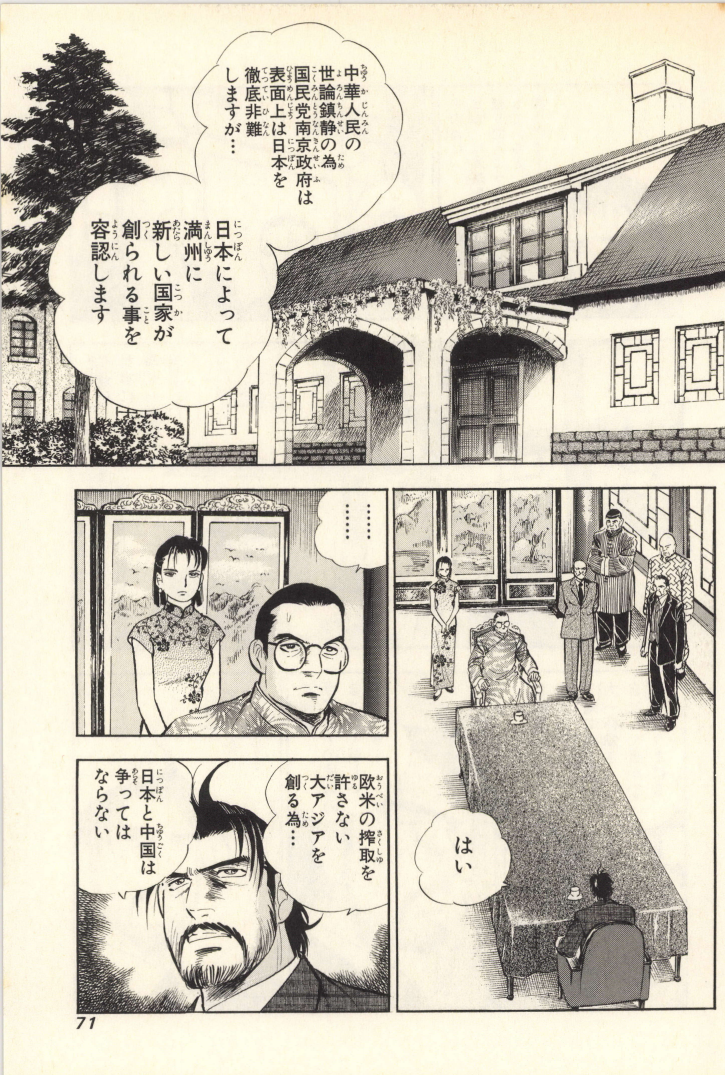 中華人民の
世論鎮静の為
国民党南京政府は
表面上は日本を
徹底非難
しますが…
日本によって
満州に
新しい国家が
創られる事を
容認します
はい
……
……
欧米の搾取を
許さない
大アジアを
創る為…
日本と中国は
争っては
ならない
71